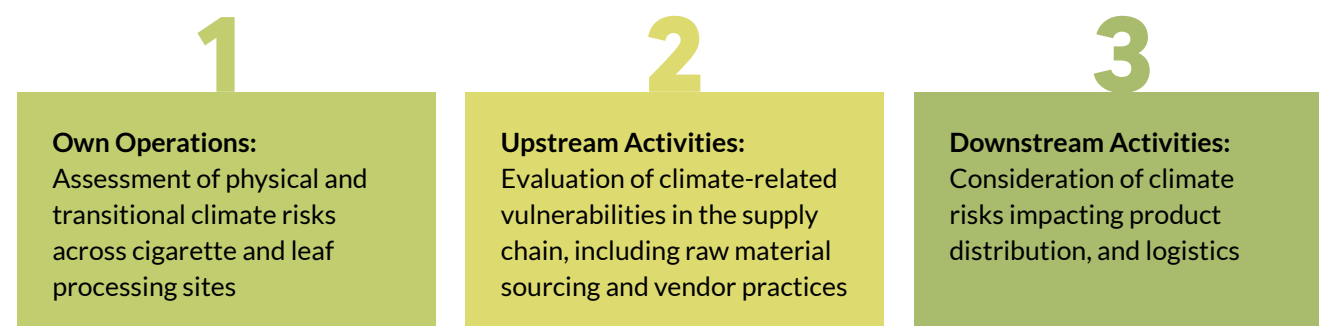 1
Own Operations:
Assessment of physical and
transitional climate risks
across cigarette and leaf
processing sites
2
Upstream Activities:
Evaluation of climate-related
vulnerabilities in the supply
chain, including raw material
sourcing and vendor practices
3
Downstream Activities:
Consideration of climate
risks impacting product
distribution, and logistics